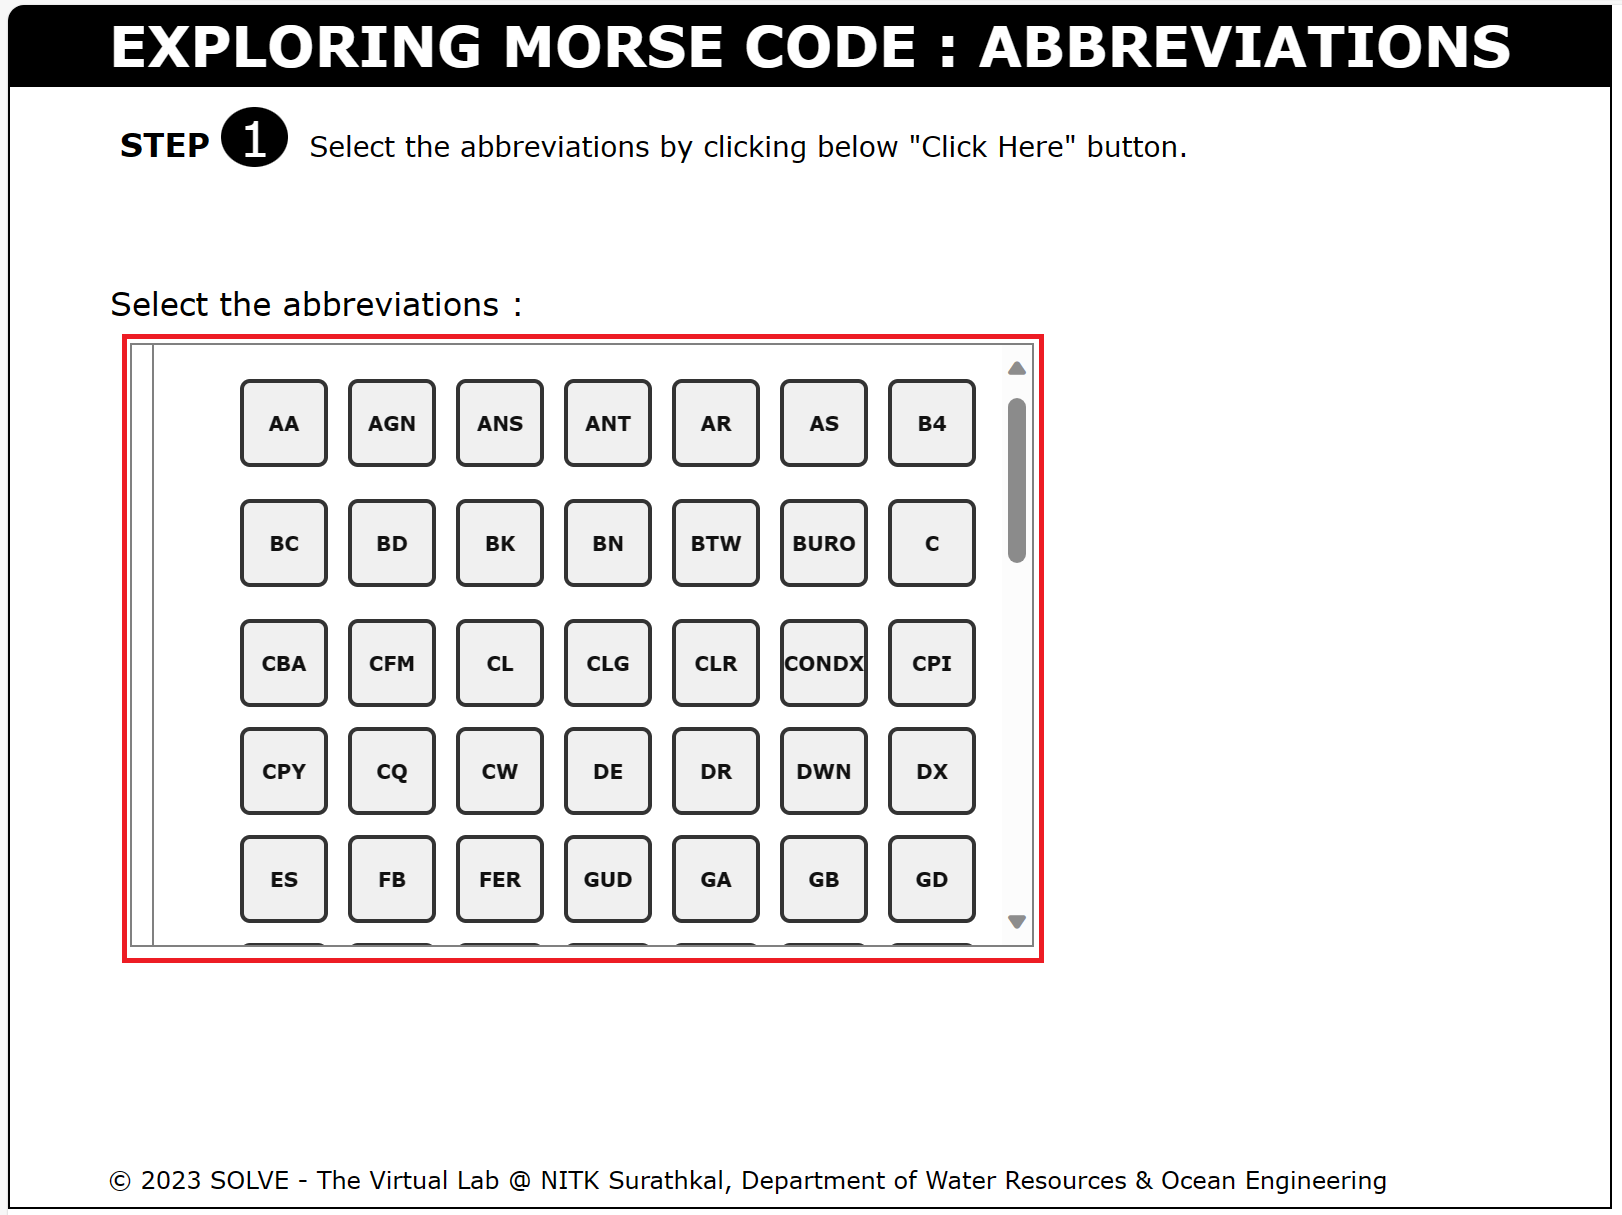 EXPLORING MORSE CODE : ABBREVIATIONS
STEP 1 Select the abbreviations by clicking below "Click Here" button.
Select the abbreviations :
AA AGN ANS ANT AR AS B4
BC BD BK BN BTW BURO C
CBA CFM CL CLG CLR CONDX CPI
CPY CQ CW DE DR DWN DX
ES FB FER GUD GA GB GD
© 2023 SOLVE - The Virtual Lab @ NITK Surathkal, Department of Water Resources & Ocean Engineering